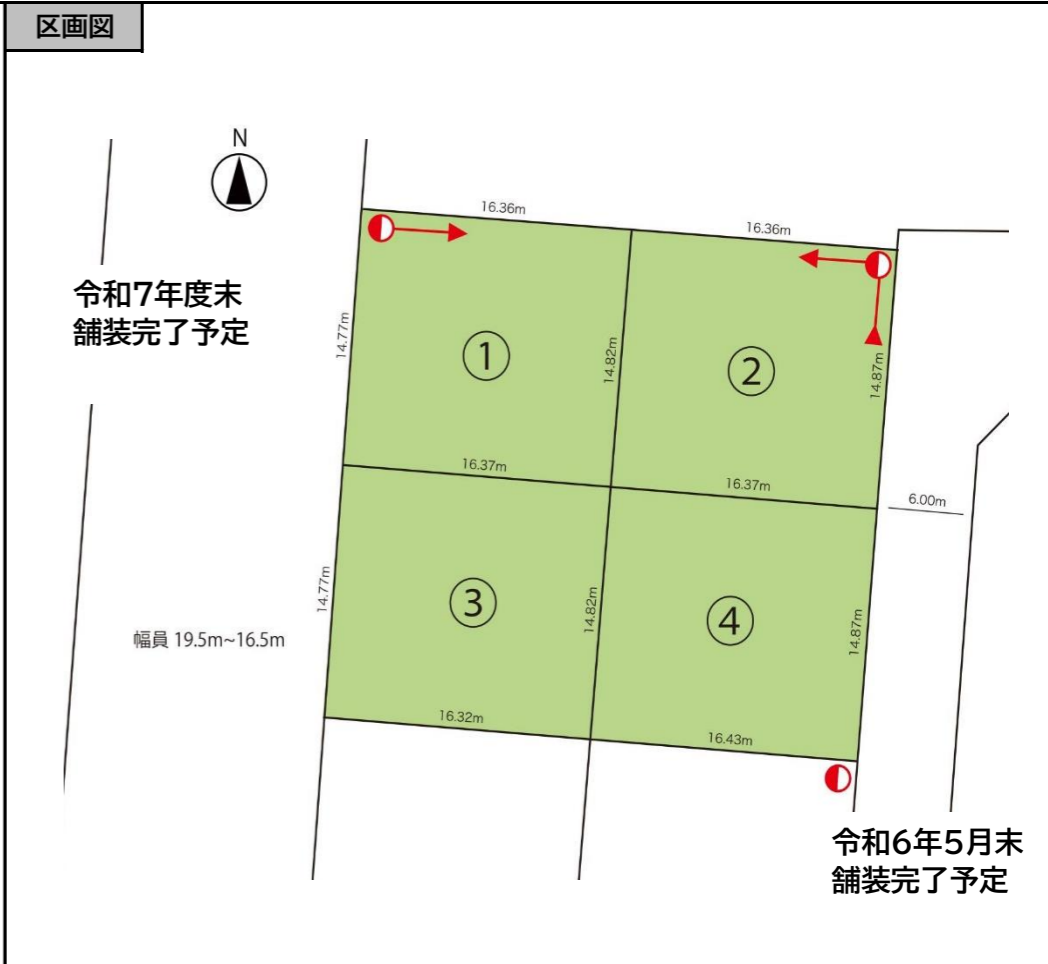 区画図
N
16.36m
16.36m
令和7年度末
舗装完了予定
14.77m
①
14.82m
②
14.87m
16.37m
16.37m
6.00m
14.77m
③
14.82m
④
14.87m
幅員 19.5m~16.5m
16.32m
16.43m
令和6年5月末
舗装完了予定